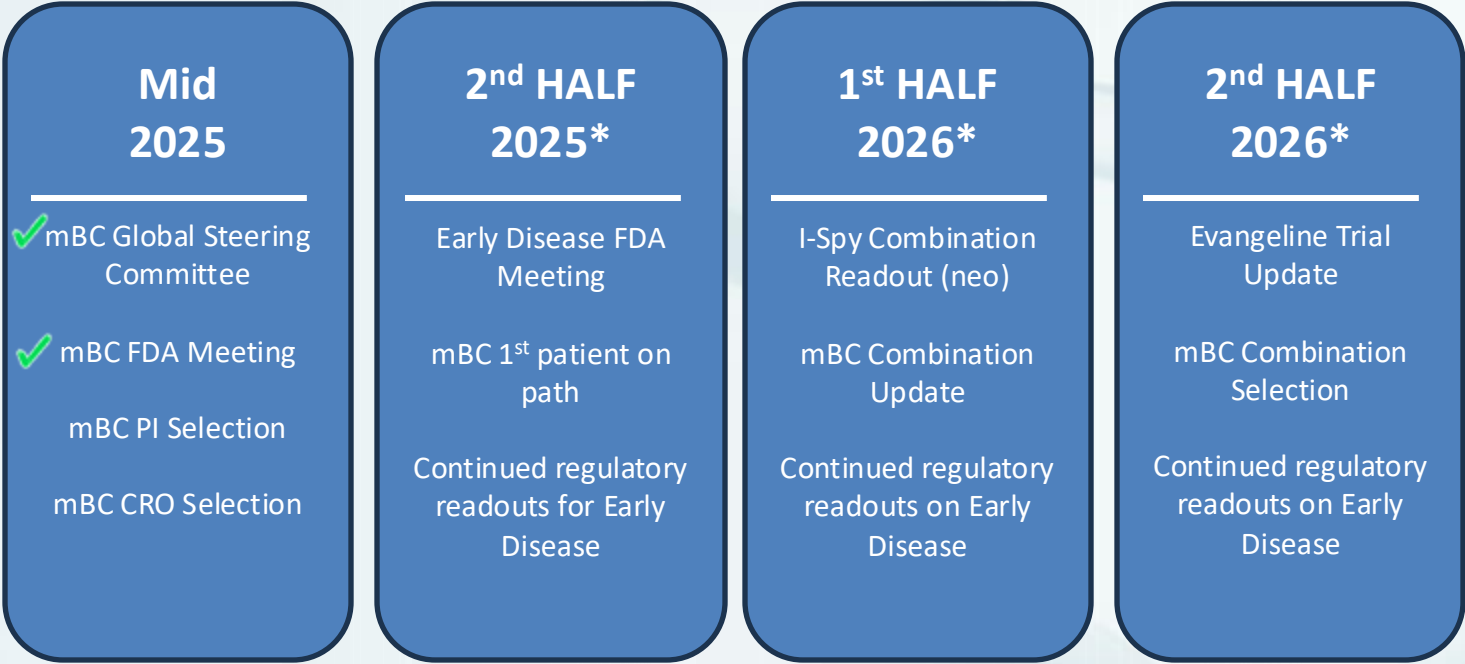 Mid
2025
mBC Global Steering
Committee
mBC FDA Meeting
mBC PI Selection
mBC CRO Selection
2nd HALF
2025*
Early Disease FDA
Meeting
mBC 1st patient on
path
Continued regulatory
readouts for Early
Disease
1st HALF
2026*
I-Spy Combination
Readout (neo)
mBC Combination
Update
Continued regulatory
readouts on Early
Disease
2nd HALF
2026*
Evangeline Trial
Update
mBC Combination
Selection
Continued regulatory
readouts on Early
Disease